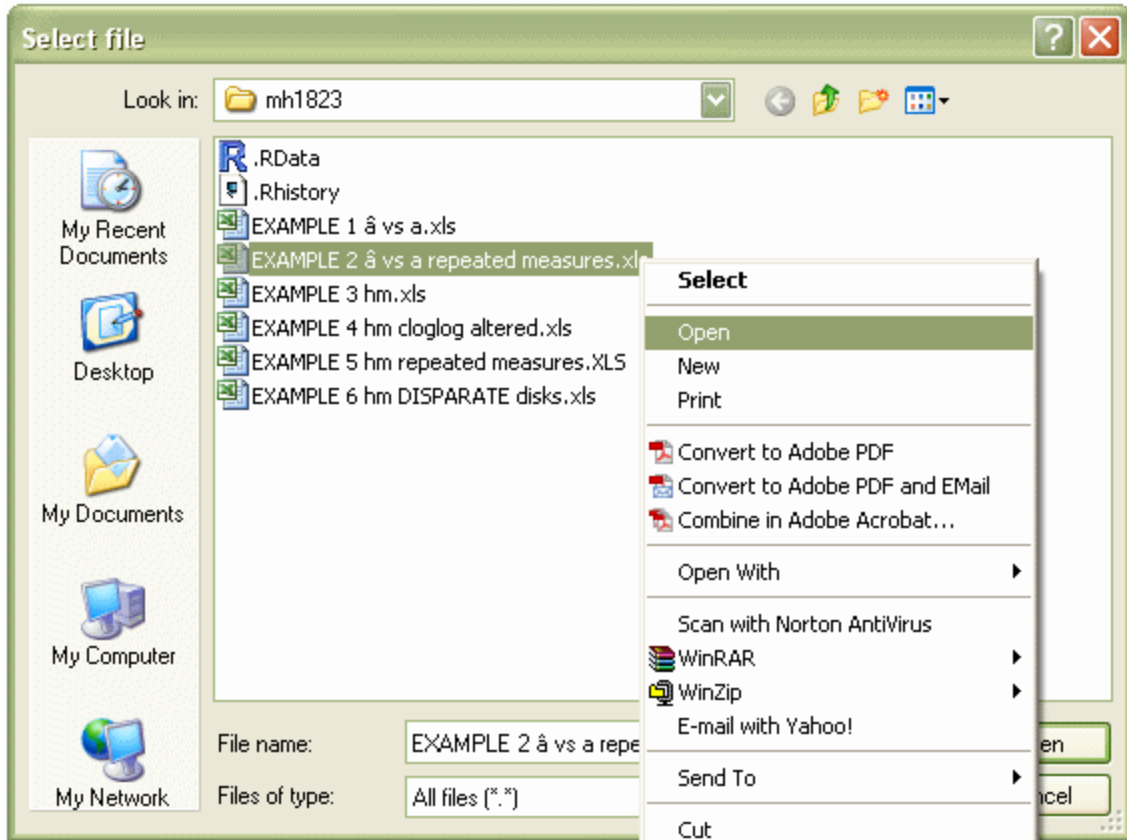 Select file
Look in:
mh1823
My Recent
Documents
Desktop
My Documents
My Computer
My Network
.RData
.Rhistory
EXAMPLE 1 â vs a.xls
EXAMPLE 2 â vs a repeated measures.xls
EXAMPLE 3 hm.xls
EXAMPLE 4 hm cloglog altered.xls
EXAMPLE 5 hm repeated measures.XLS
EXAMPLE 6 hm DISPARATE disks.xls
Select
Open
New
Print
Convert to Adobe PDF
Convert to Adobe PDF and EMail
Combine in Adobe Acrobat...
Open With
Scan with Norton AntiVirus
WinRAR
WinZip
E-mail with Yahoo!
Send To
Cut
File name:
EXAMPLE 2 â vs a repe
en
Files of type:
All files (*.*)
ncel